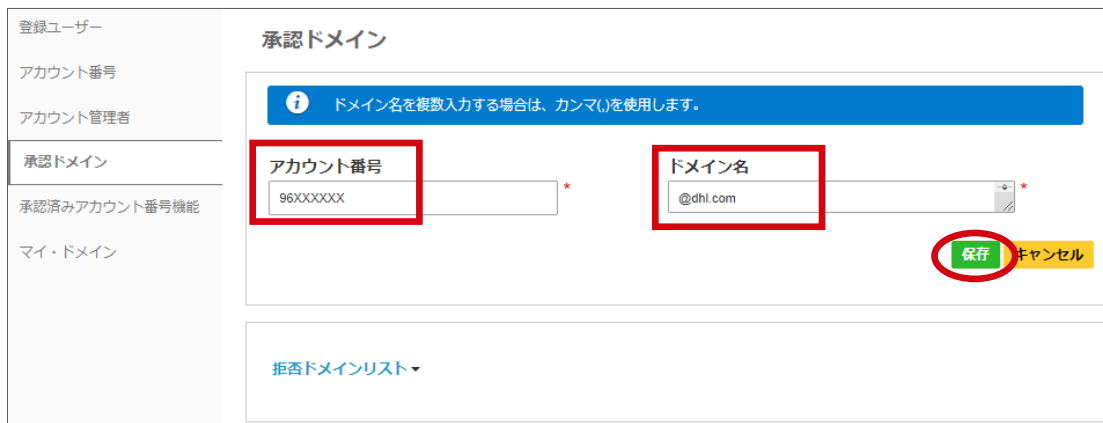 登録ユーザー
アカウント番号
アカウント管理者
承認ドメイン
承認済みアカウント番号機能
マイ・ドメイン
承認ドメイン
i ドメイン名を複数入力する場合は、カンマ(,)を使用します。
アカウント番号
96XXXXXX *
ドメイン名
@dhl.com *
保存 キャンセル
拒否ドメインリスト